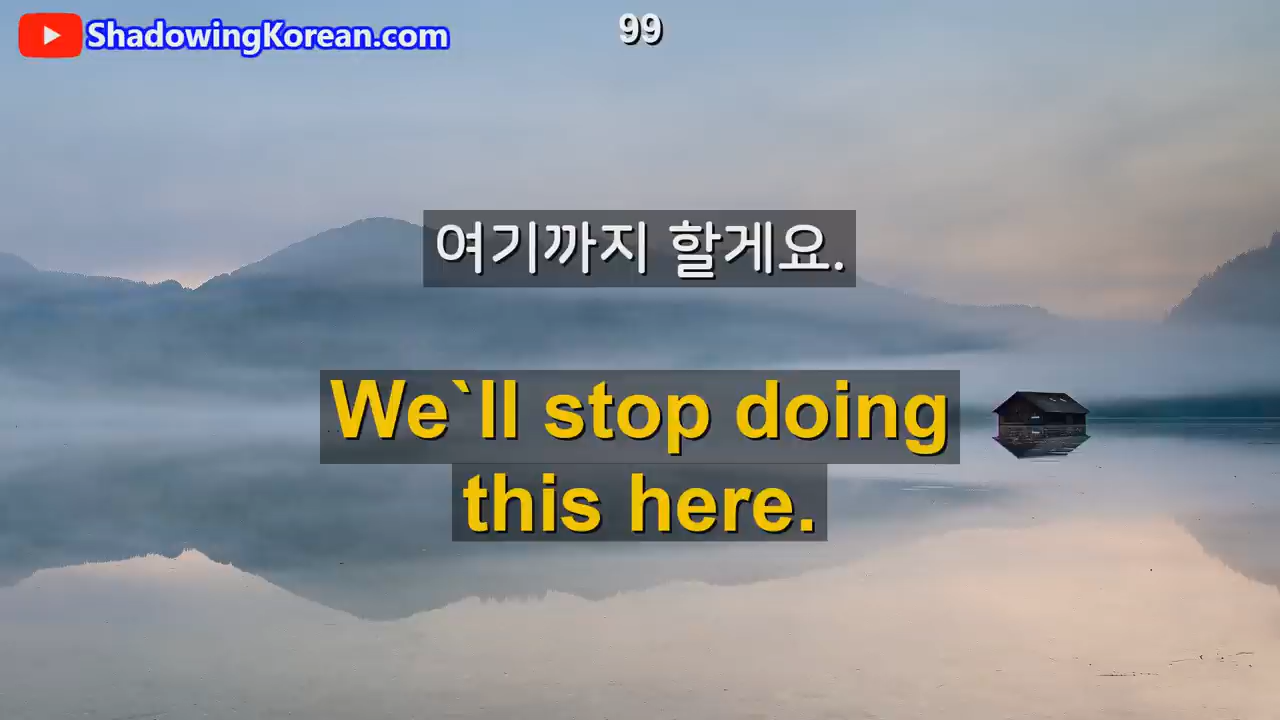 ShadowingKorean.com
99
여기까지 할게요.
We`ll stop doing
this here.